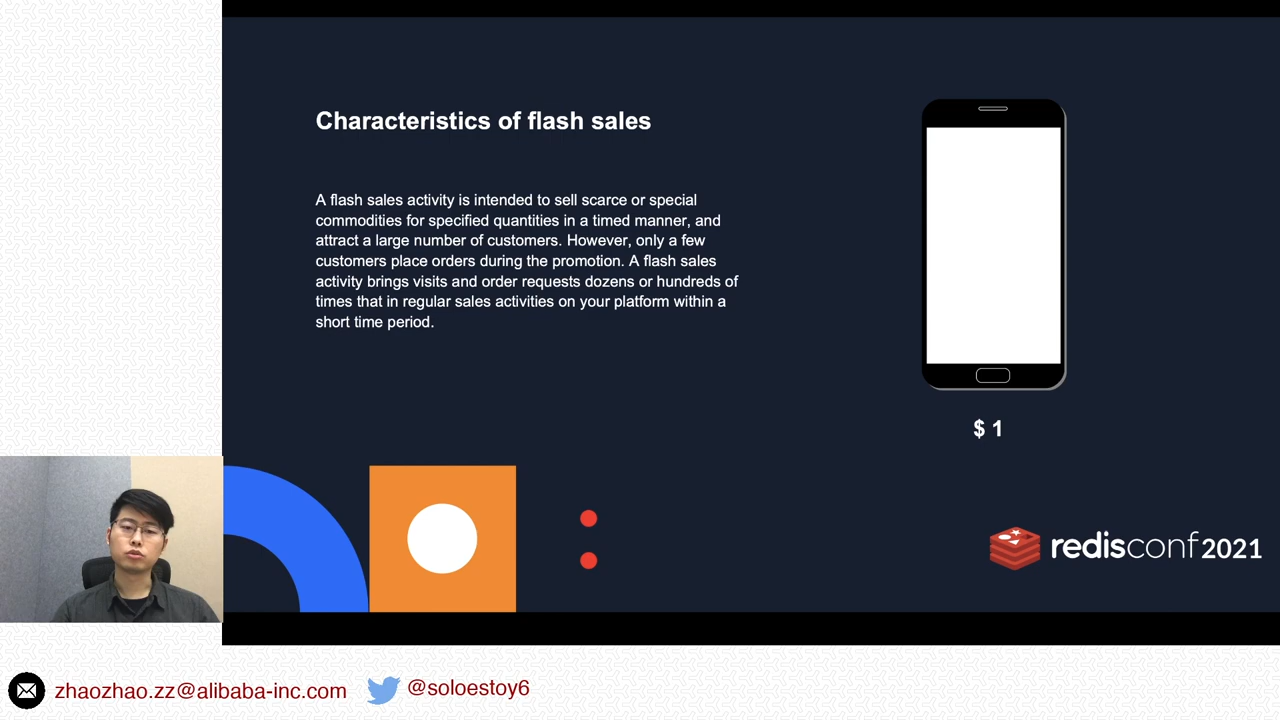 Characteristics of flash sales
A flash sales activity is intended to sell scarce or special
commodities for specified quantities in a timed manner, and
attract a large number of customers. However, only a few
customers place orders during the promotion. A flash sales
activity brings visits and order requests dozens or hundreds of
times that in regular sales activities on your platform within a
short time period.
$ 1
redisconf 2021
zhaozhao.zz@alibaba-inc.com
@soloestoy6